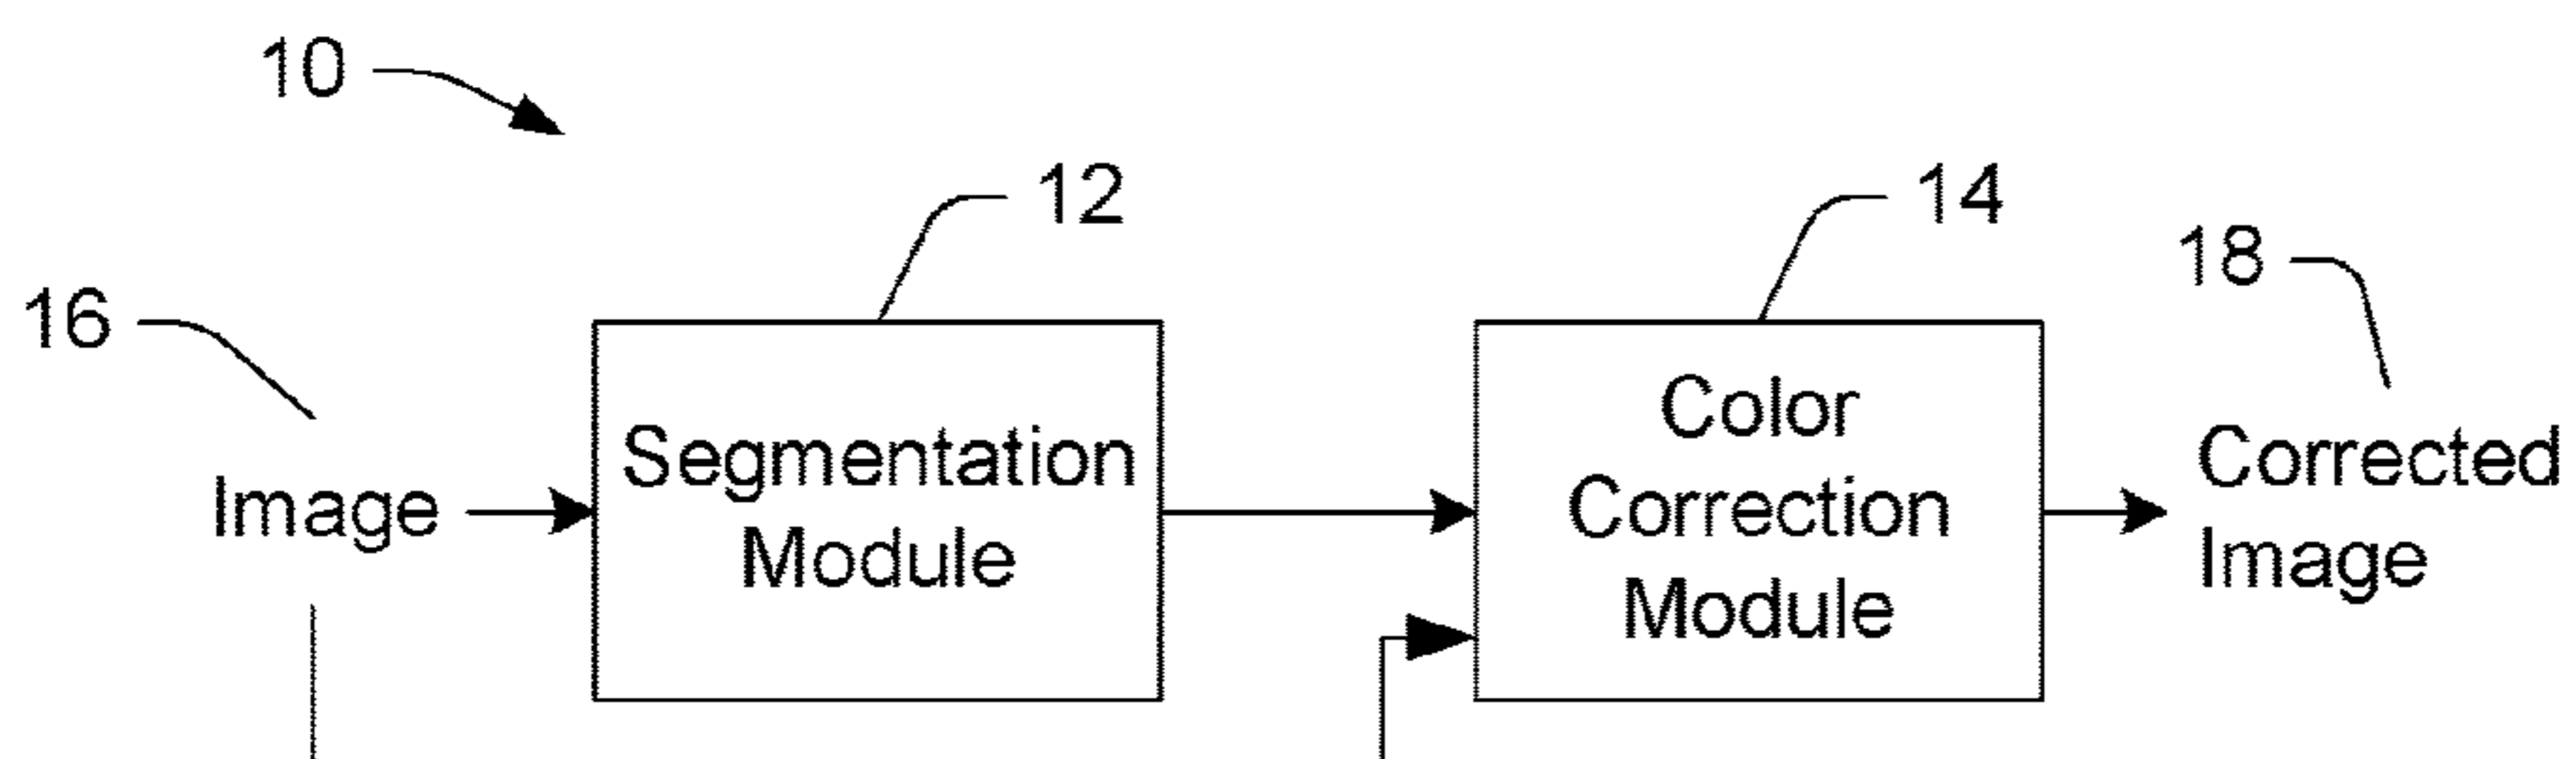 10
12
14
18
16
Segmentation
Module
Color
Correction
Module
Image
Corrected
Image